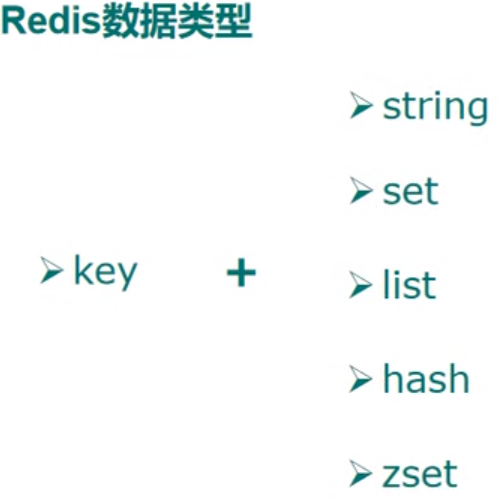 Redis数据类型
➢ string
➢ set
➢ key + 
➢ list
➢ hash
➢ zset